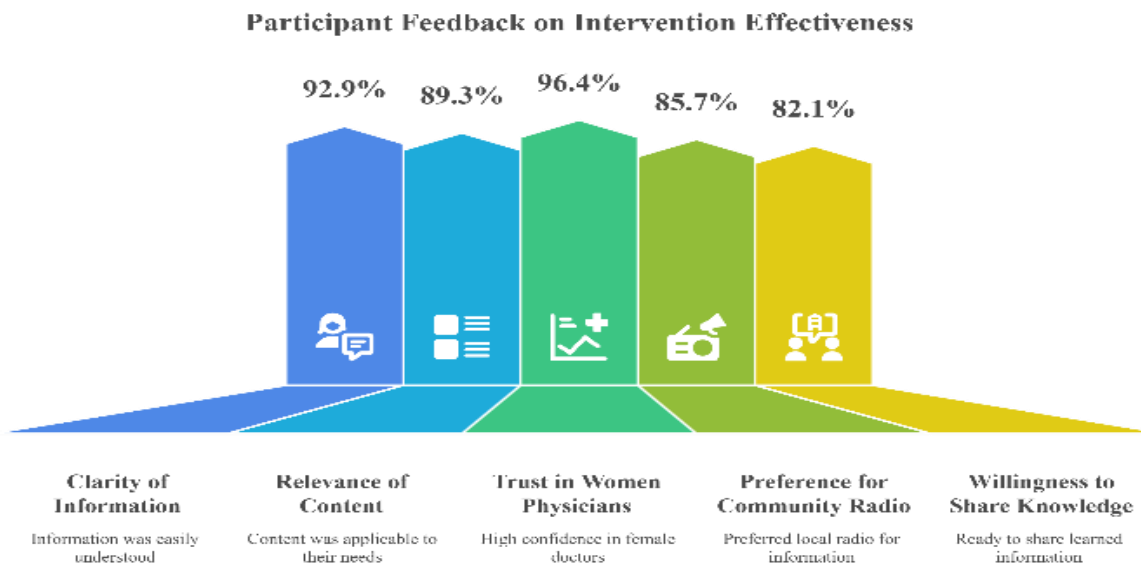 Participant Feedback on Intervention Effectiveness
92.9%
89.3%
96.4%
85.7%
82.1%
Clarity of
Information
Information was easily
understood
Relevance of
Content
Content was applicable to
their needs
Trust in Women
Physicians
High confidence in female
doctors
Preference for
Community Radio
Preferred local radio for
information
Willingness to
Share Knowledge
Ready to share learned
information